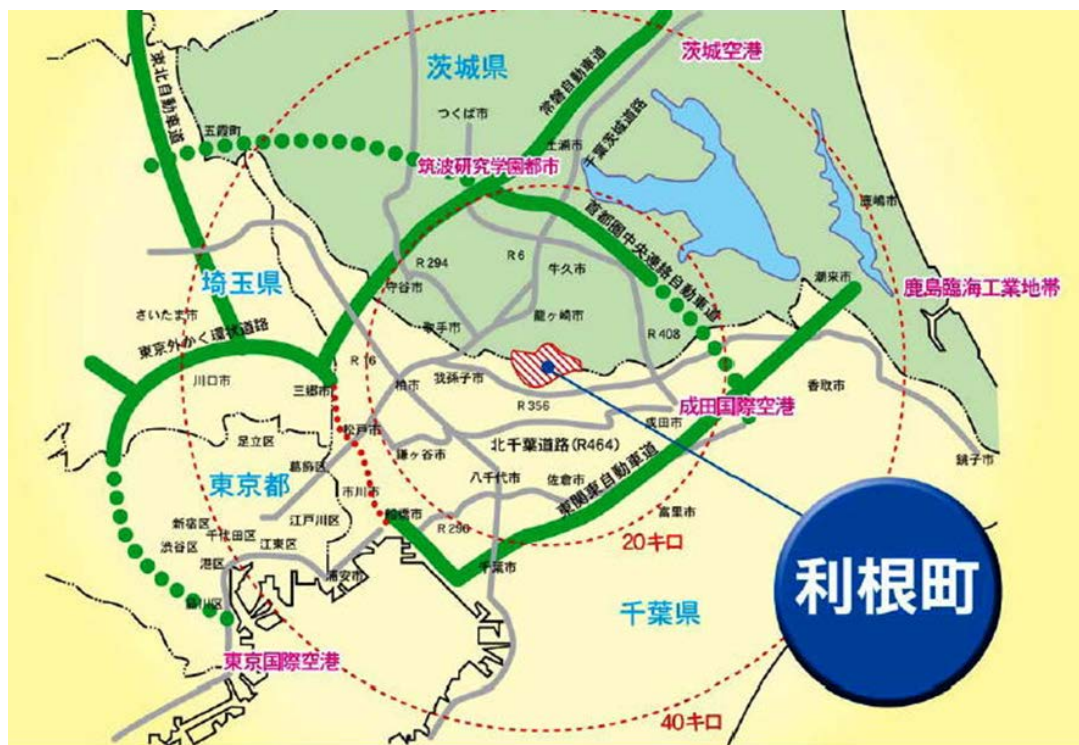 茨城県
茨城空港
東北自動車道
常磐自動車道
つくば市
五霞町
土浦市
千葉茨城道路
筑波研究学園都市
鹿嶋市
首都圏中央連絡自動車道
R 294
R 6
牛久市
潮来市
埼玉県
守谷市
鹿島臨海工業地帯
さいたま市
取手市
龍ヶ崎市
R 408
東京外かく環状道路
R 16
川口市
三郷市
柏市
我孫子市
香取市
R 356
成田国際空港
成田市
松戸市
足立区
北千葉道路(R464)
鎌ヶ谷市
銚子市
葛飾区
東京都
市川市
八千代市
佐倉市
東関東自動車道
新宿区
千代田区
江戸川区
船橋市
富里市
渋谷区
江東区
20キロ
港区
浦安市
千葉市
利根町
品川区
千葉県
東京国際空港
40キロ